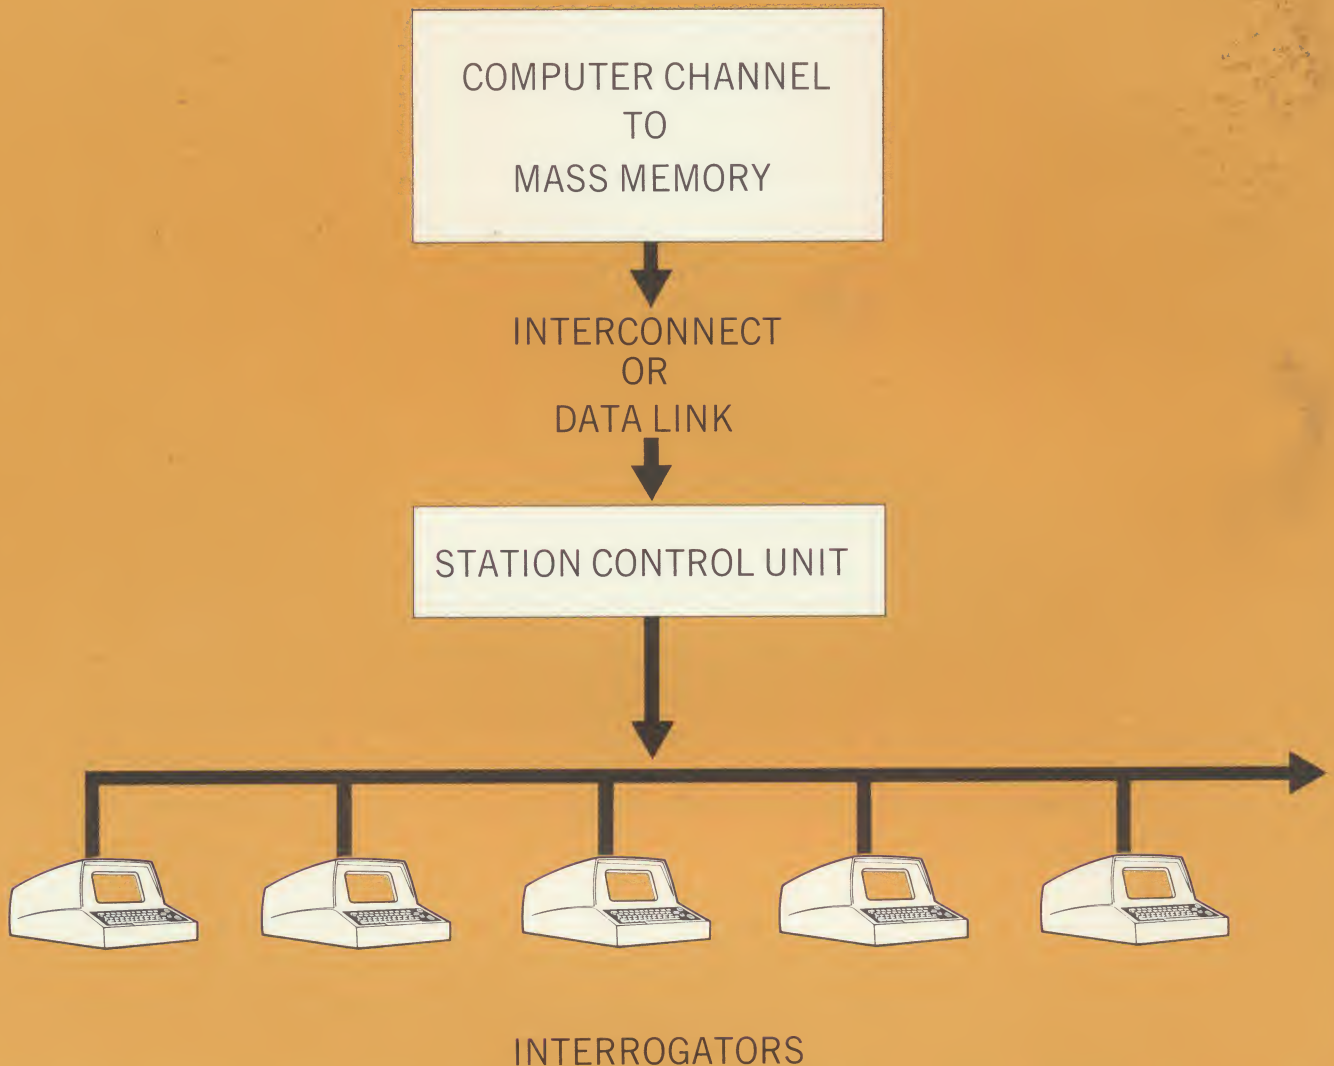 COMPUTER CHANNEL
TO
MASS MEMORY
INTERCONNECT
OR
DATA LINK
STATION CONTROL UNIT
INTERROGATORS